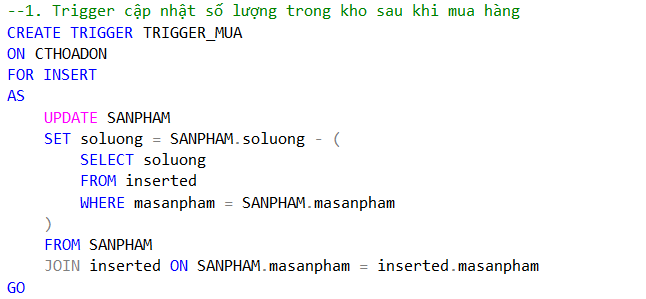 --1. Trigger cập nhật số lượng trong kho sau khi mua hàng
CREATE TRIGGER TRIGGER_MUA
ON CTHOADON
FOR INSERT
AS
    UPDATE SANPHAM
    SET soluong = SANPHAM.soluong - (
        SELECT soluong
        FROM inserted
        WHERE masanpham = SANPHAM.masanpham
    )
    FROM SANPHAM
    JOIN inserted ON SANPHAM.masanpham = inserted.masanpham
GO